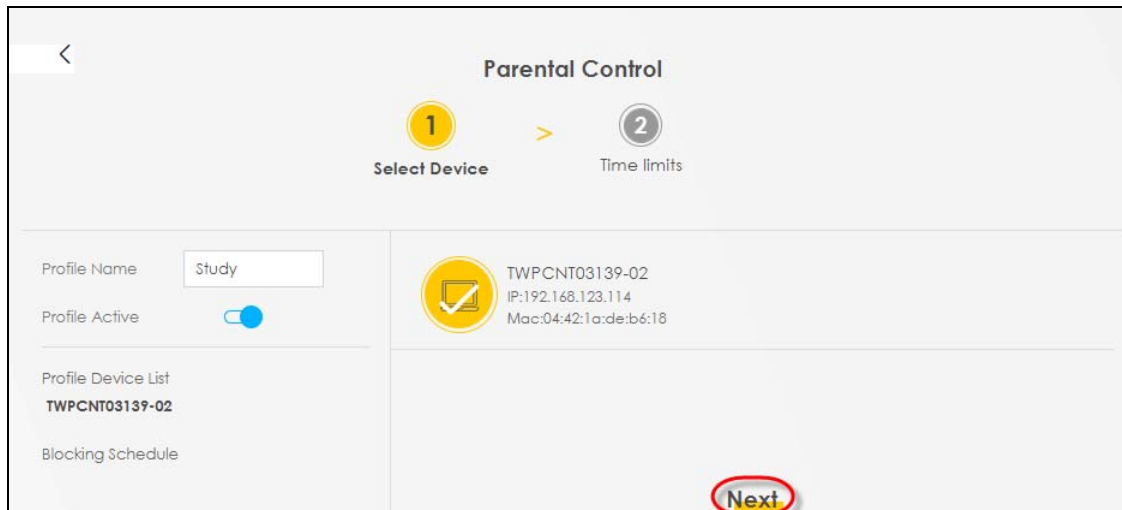 Parental Control
1 > 2
Select Device Time limits
Profile Name Study
Profile Active
Profile Device List
TWPCNT03139-02
Blocking Schedule
TWPCNT03139-02
IP:192.168.123.114
Mac:04:42:1a:de:b6:18
Next